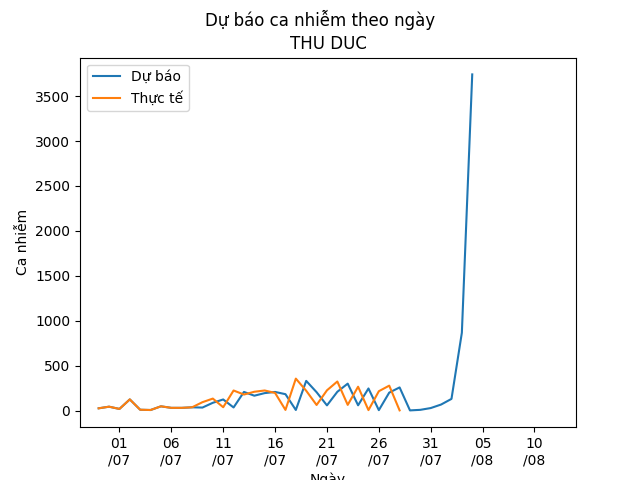 Dự báo ca nhiễm theo ngày
THU DUC
Dự báo
Thực tế
3500
3000
2500
2000
1500
1000
500
0
Ca nhiễm
01 06 11 16 21 26 31 05 10
/07 /07 /07 /07 /07 /07 /07 /08 /08
Ngày